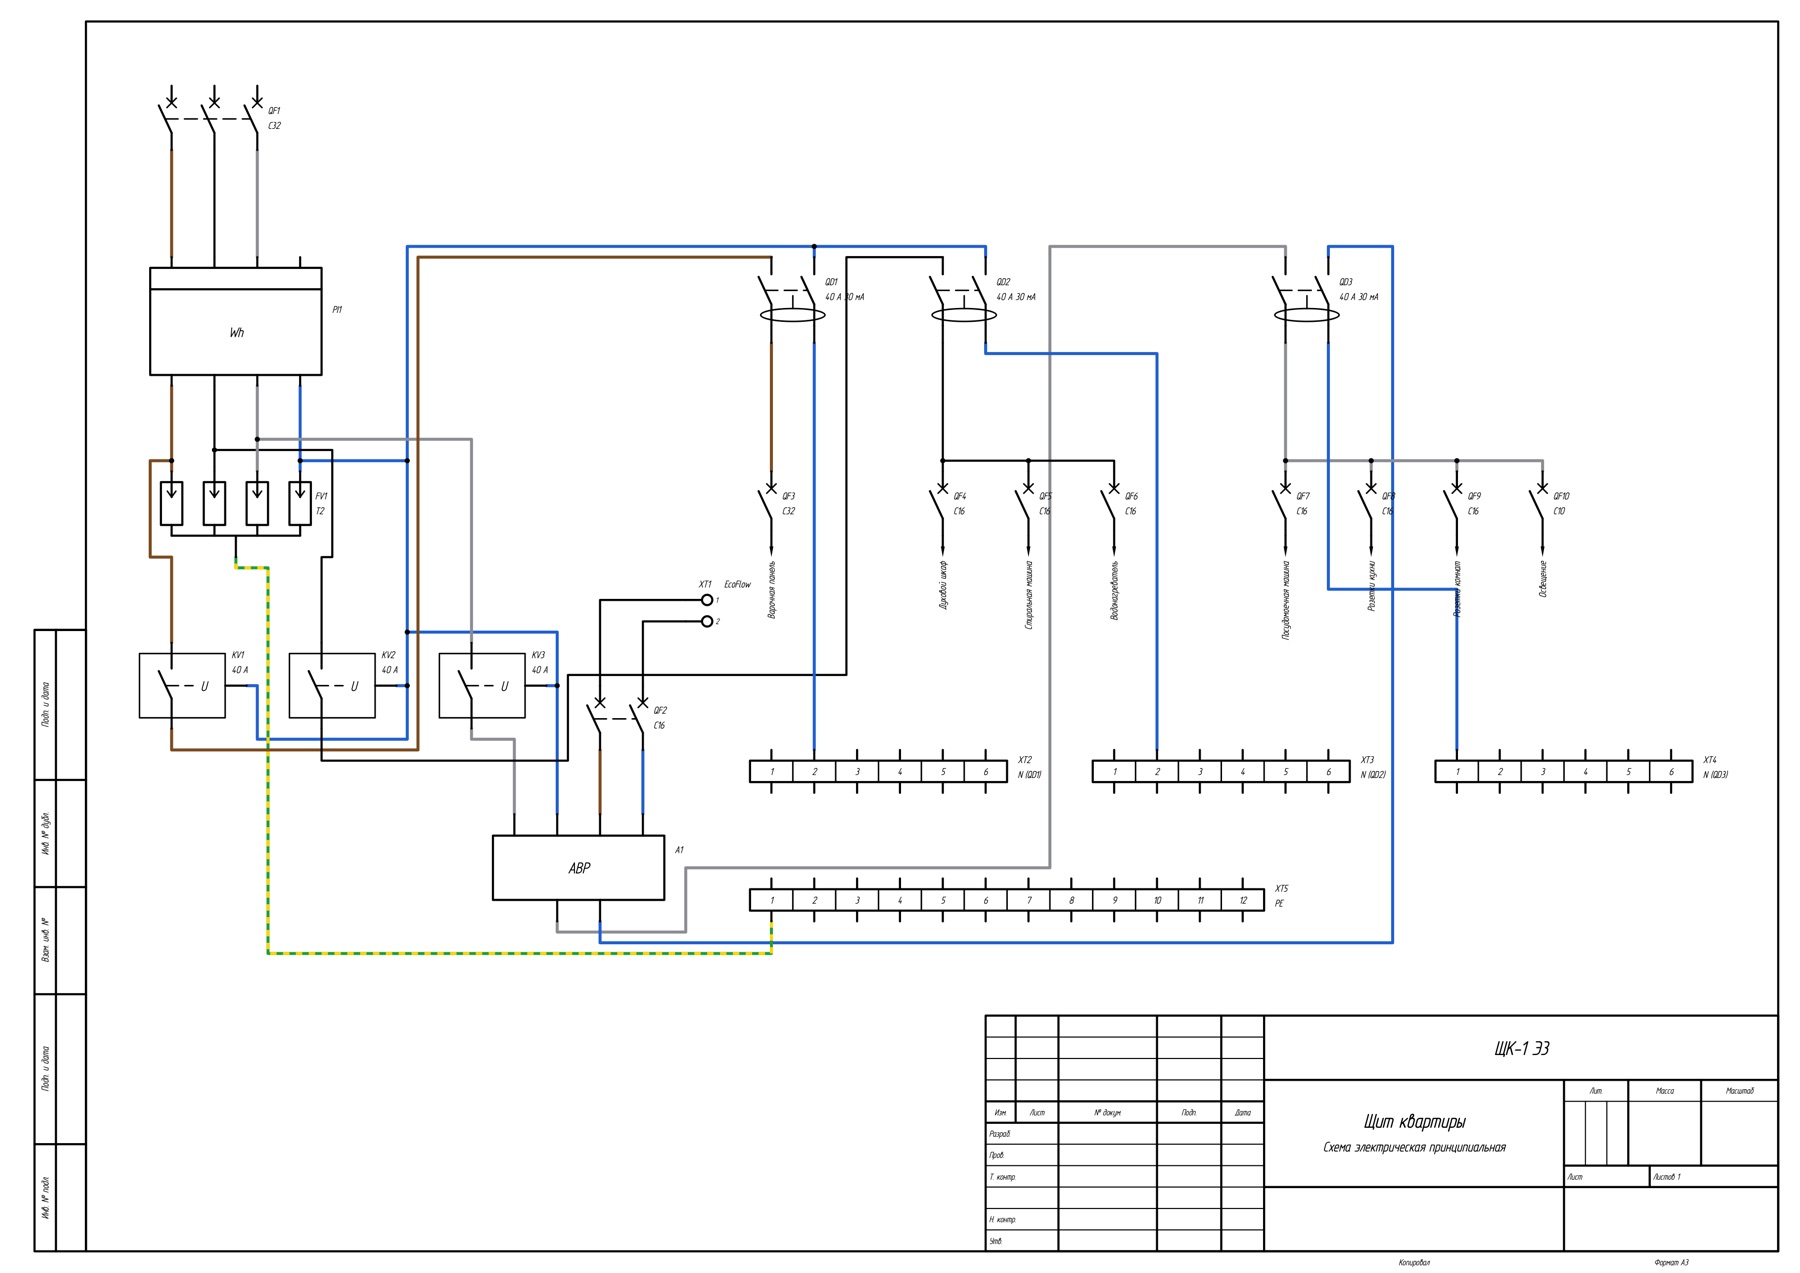 QF1
C32
PI1
Wh
QD1
40 А 30 мА
QD2
40 А 30 мА
QD3
40 А 30 мА
FV1
T2
QF3
C32
QF4
C16
QF5
C16
QF6
C16
QF7
C16
QF8
C16
QF9
C16
QF10
C10
Варочная панель
Духовой шкаф
Стиральная машина
Водонагреватель
Посудомоечная машина
Розетки кухни
Розетки комнат
Освещение
XT1 EcoFlow
1
2
KV1
40 А
U
KV2
40 А
U
KV3
40 А
U
QF2
C16
1 2 3 4 5 6
XT2
N (QD1)
1 2 3 4 5 6
XT3
N (QD2)
1 2 3 4 5 6
XT4
N (QD3)
АВР
A1
1 2 3 4 5 6 7 8 9 10 11 12
XT5
PE
Подп. и дата
Инв. № дубл.
Взам. инв. №
Подп. и дата
Инв. № подл.
ЩК-1 Э3
Щит квартиры
Схема электрическая принципиальная
Изм. Лист № докум. Подп. Дата
Разраб.
Пров.
Т. контр.
Н. контр.
Утв.
Лит. Масса Масштаб
Лист Листов 1
Копировал Формат А3